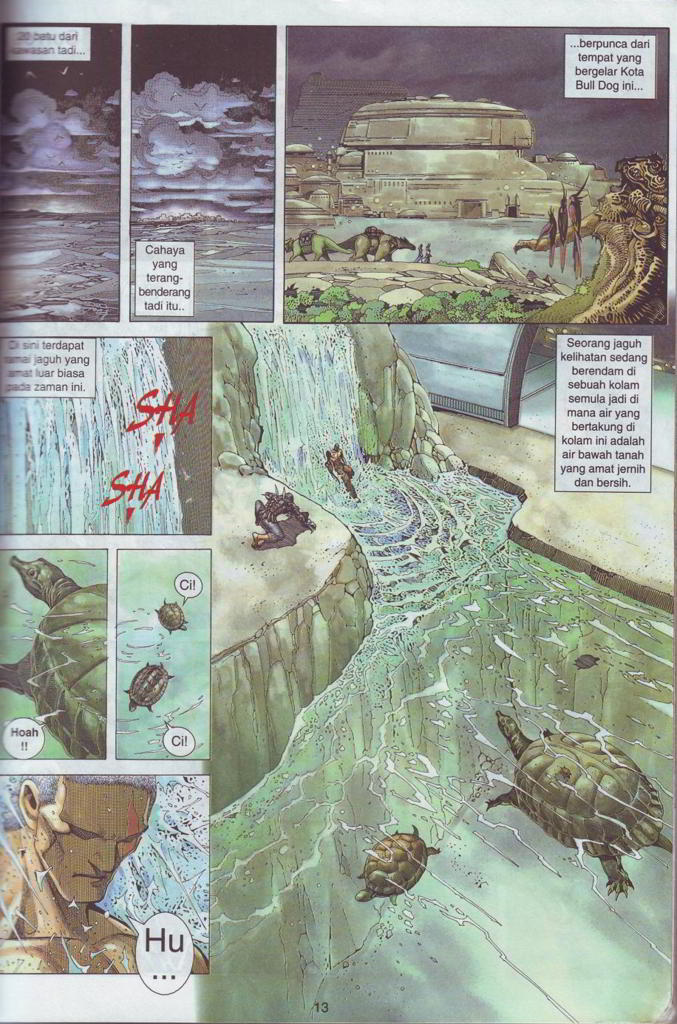 20 batu dari
kawasan tadi...
Cahaya
yang
terang-
benderang
tadi itu..
...berpunca dari
tempat yang
bergelar Kota
Bull Dog ini...
Di sini terdapat
ramai jaguh yang
amat luar biasa
pada zaman ini.
SHA
SHA
Seorang jaguh
kelihatan sedang
berendam di
sebuah kolam
semula jadi di
mana air yang
bertakung di
kolam ini adalah
air bawah tanah
yang amat jernih
dan bersih.
Hoah
!!
Ci!
Ci!
Hu
...
13